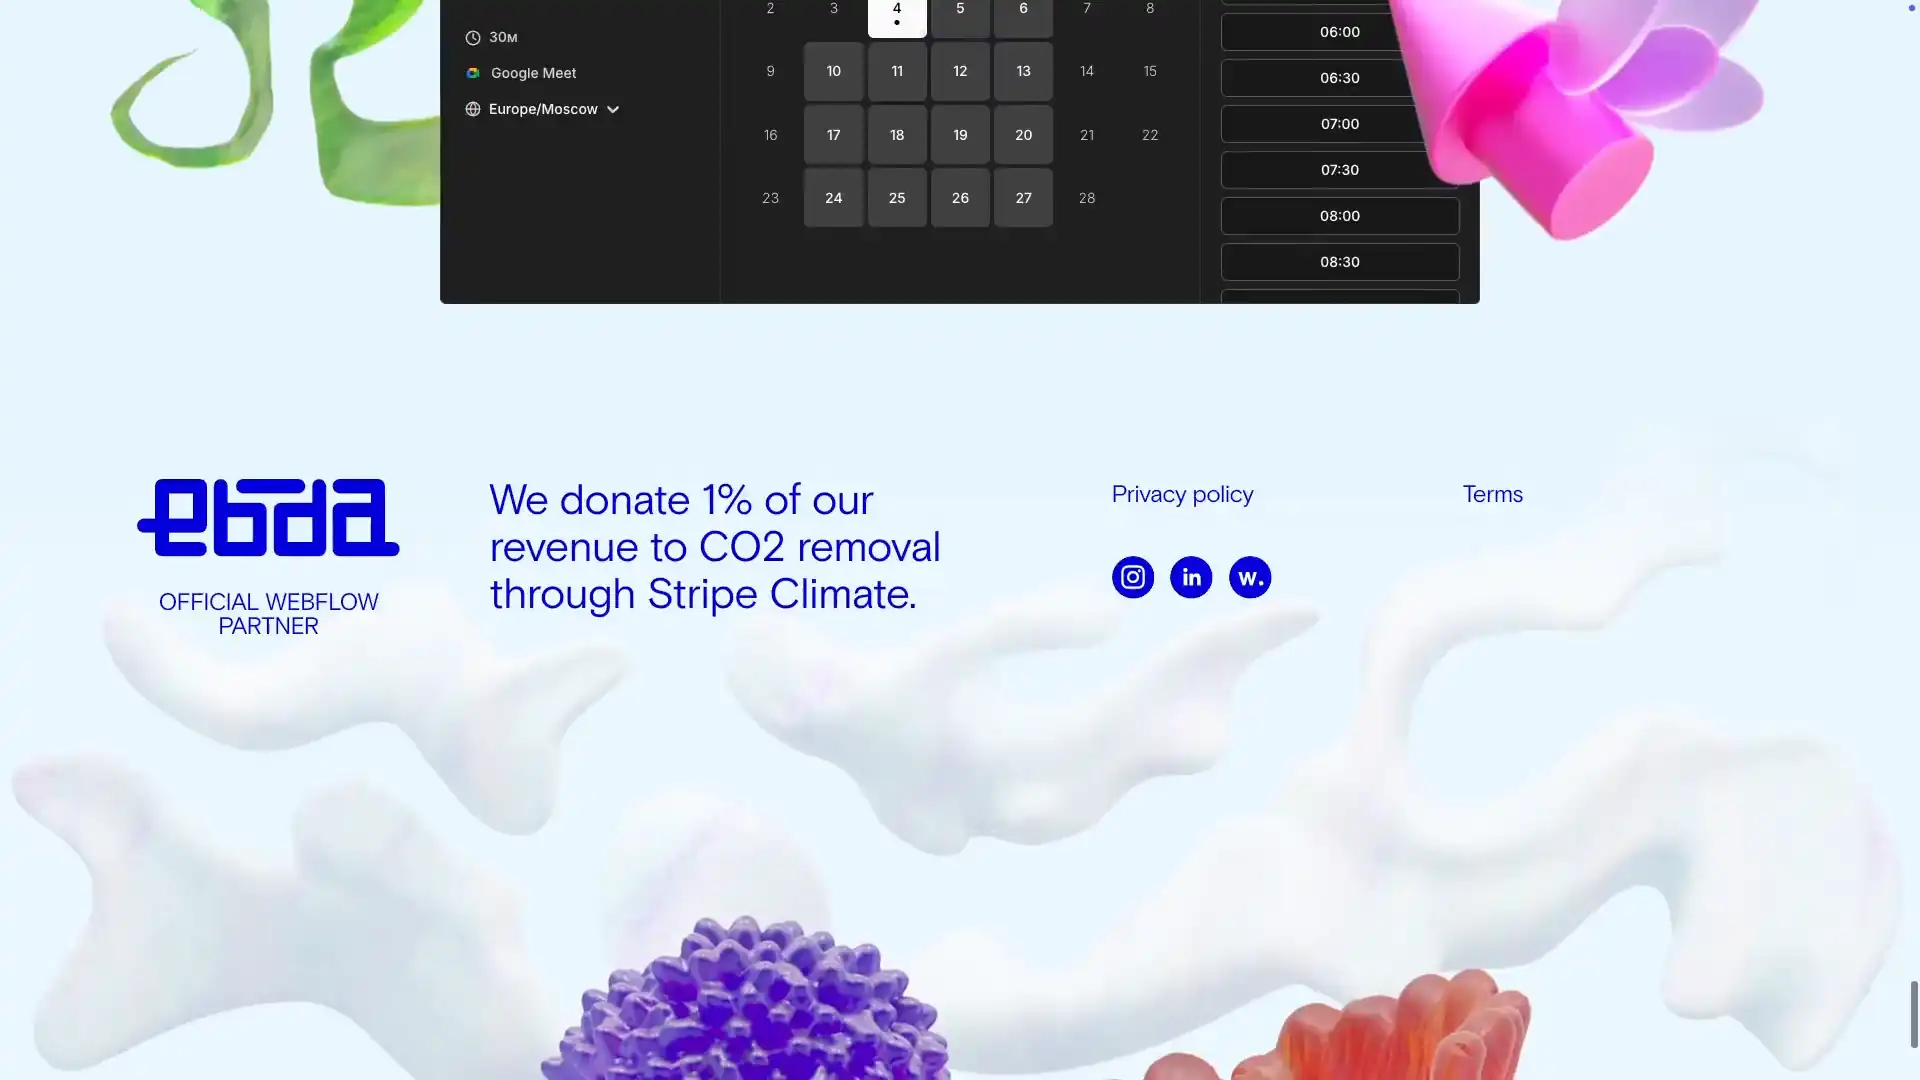 30м
Google Meet
Europe/Moscow
2 3 4 5 6 7 8
9 10 11 12 13 14 15
16 17 18 19 20 21 22
23 24 25 26 27 28
06:00
06:30
07:00
07:30
08:00
08:30
ebda
OFFICIAL WEBFLOW
PARTNER
We donate 1% of our
revenue to CO2 removal
through Stripe Climate.
Privacy policy
Terms
in
w.